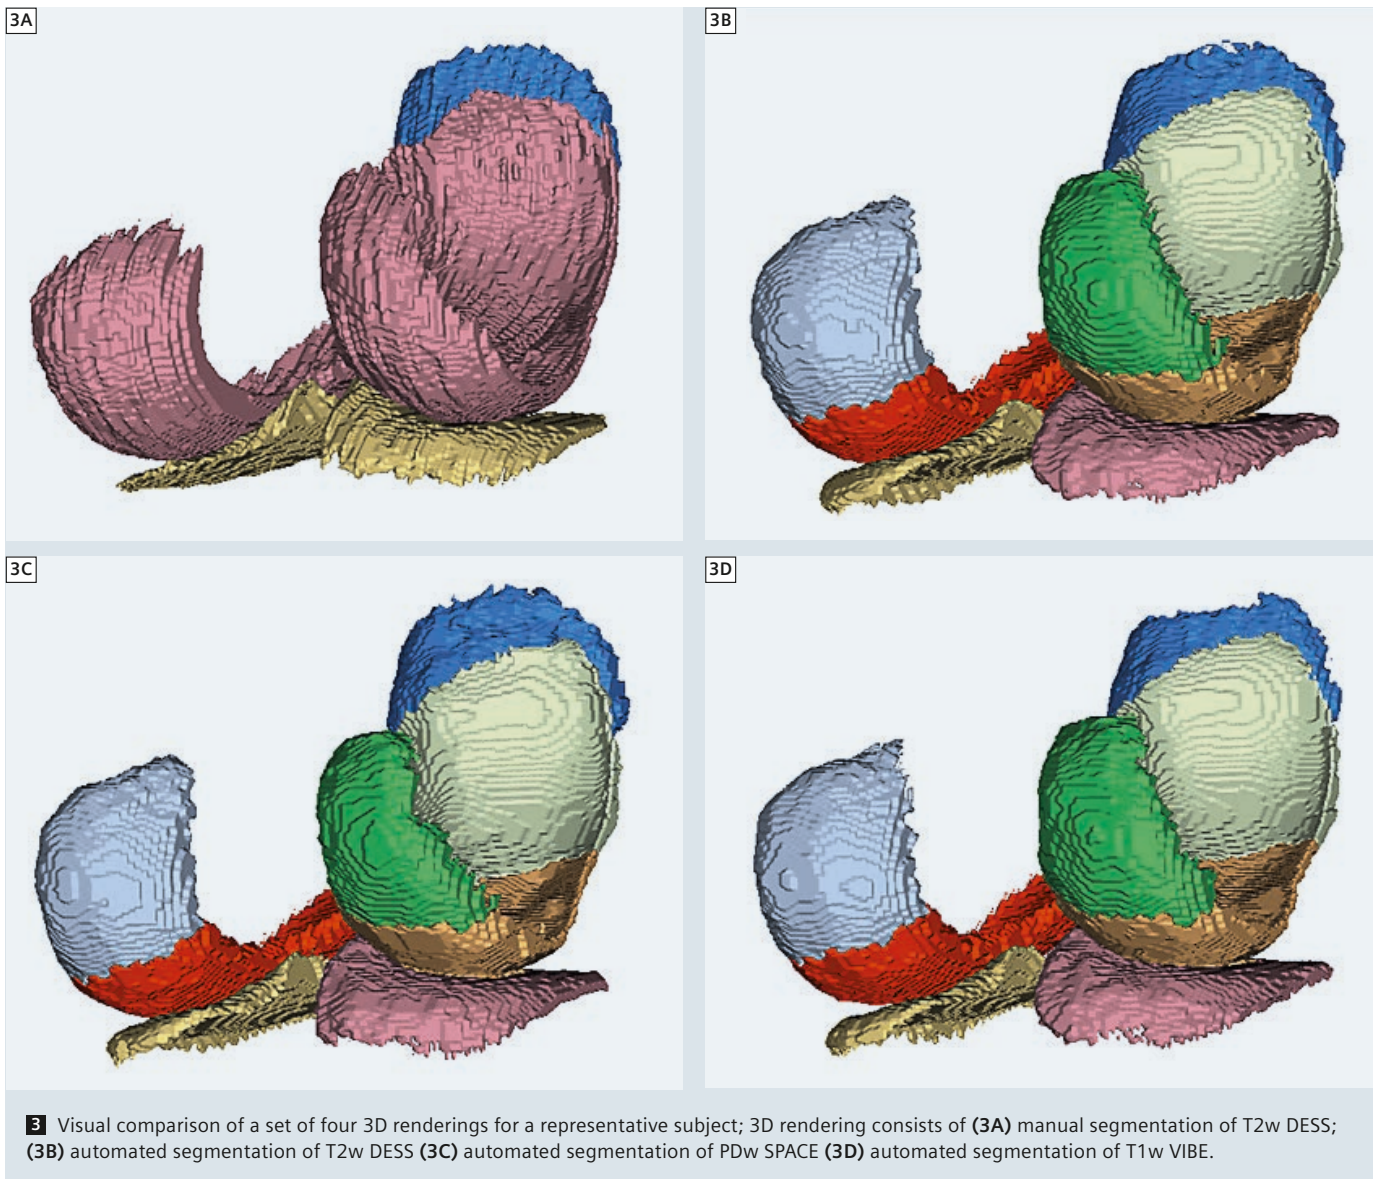 3A
3B
3C
3D
3 Visual comparison of a set of four 3D renderings for a representative subject; 3D rendering consists of (3A) manual segmentation of T2w DESS;
(3B) automated segmentation of T2w DESS (3C) automated segmentation of PDw SPACE (3D) automated segmentation of T1w VIBE.